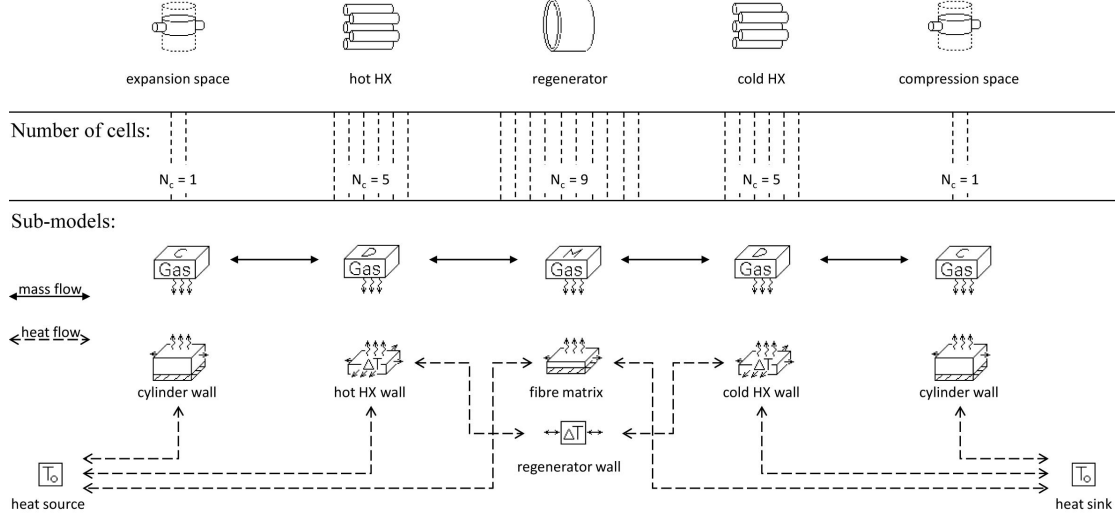 expansion space
hot HX
regenerator
cold HX
compression space
Number of cells:
N_c = 1
N_c = 5
N_c = 9
N_c = 5
N_c = 1
Sub-models:
C
Gas
D
Gas
M
Gas
D
Gas
C
Gas
mass flow
heat flow
ΔT
ΔT
cylinder wall
hot HX wall
fibre matrix
cold HX wall
cylinder wall
ΔT
regenerator wall
T₀
T₀
heat source
heat sink